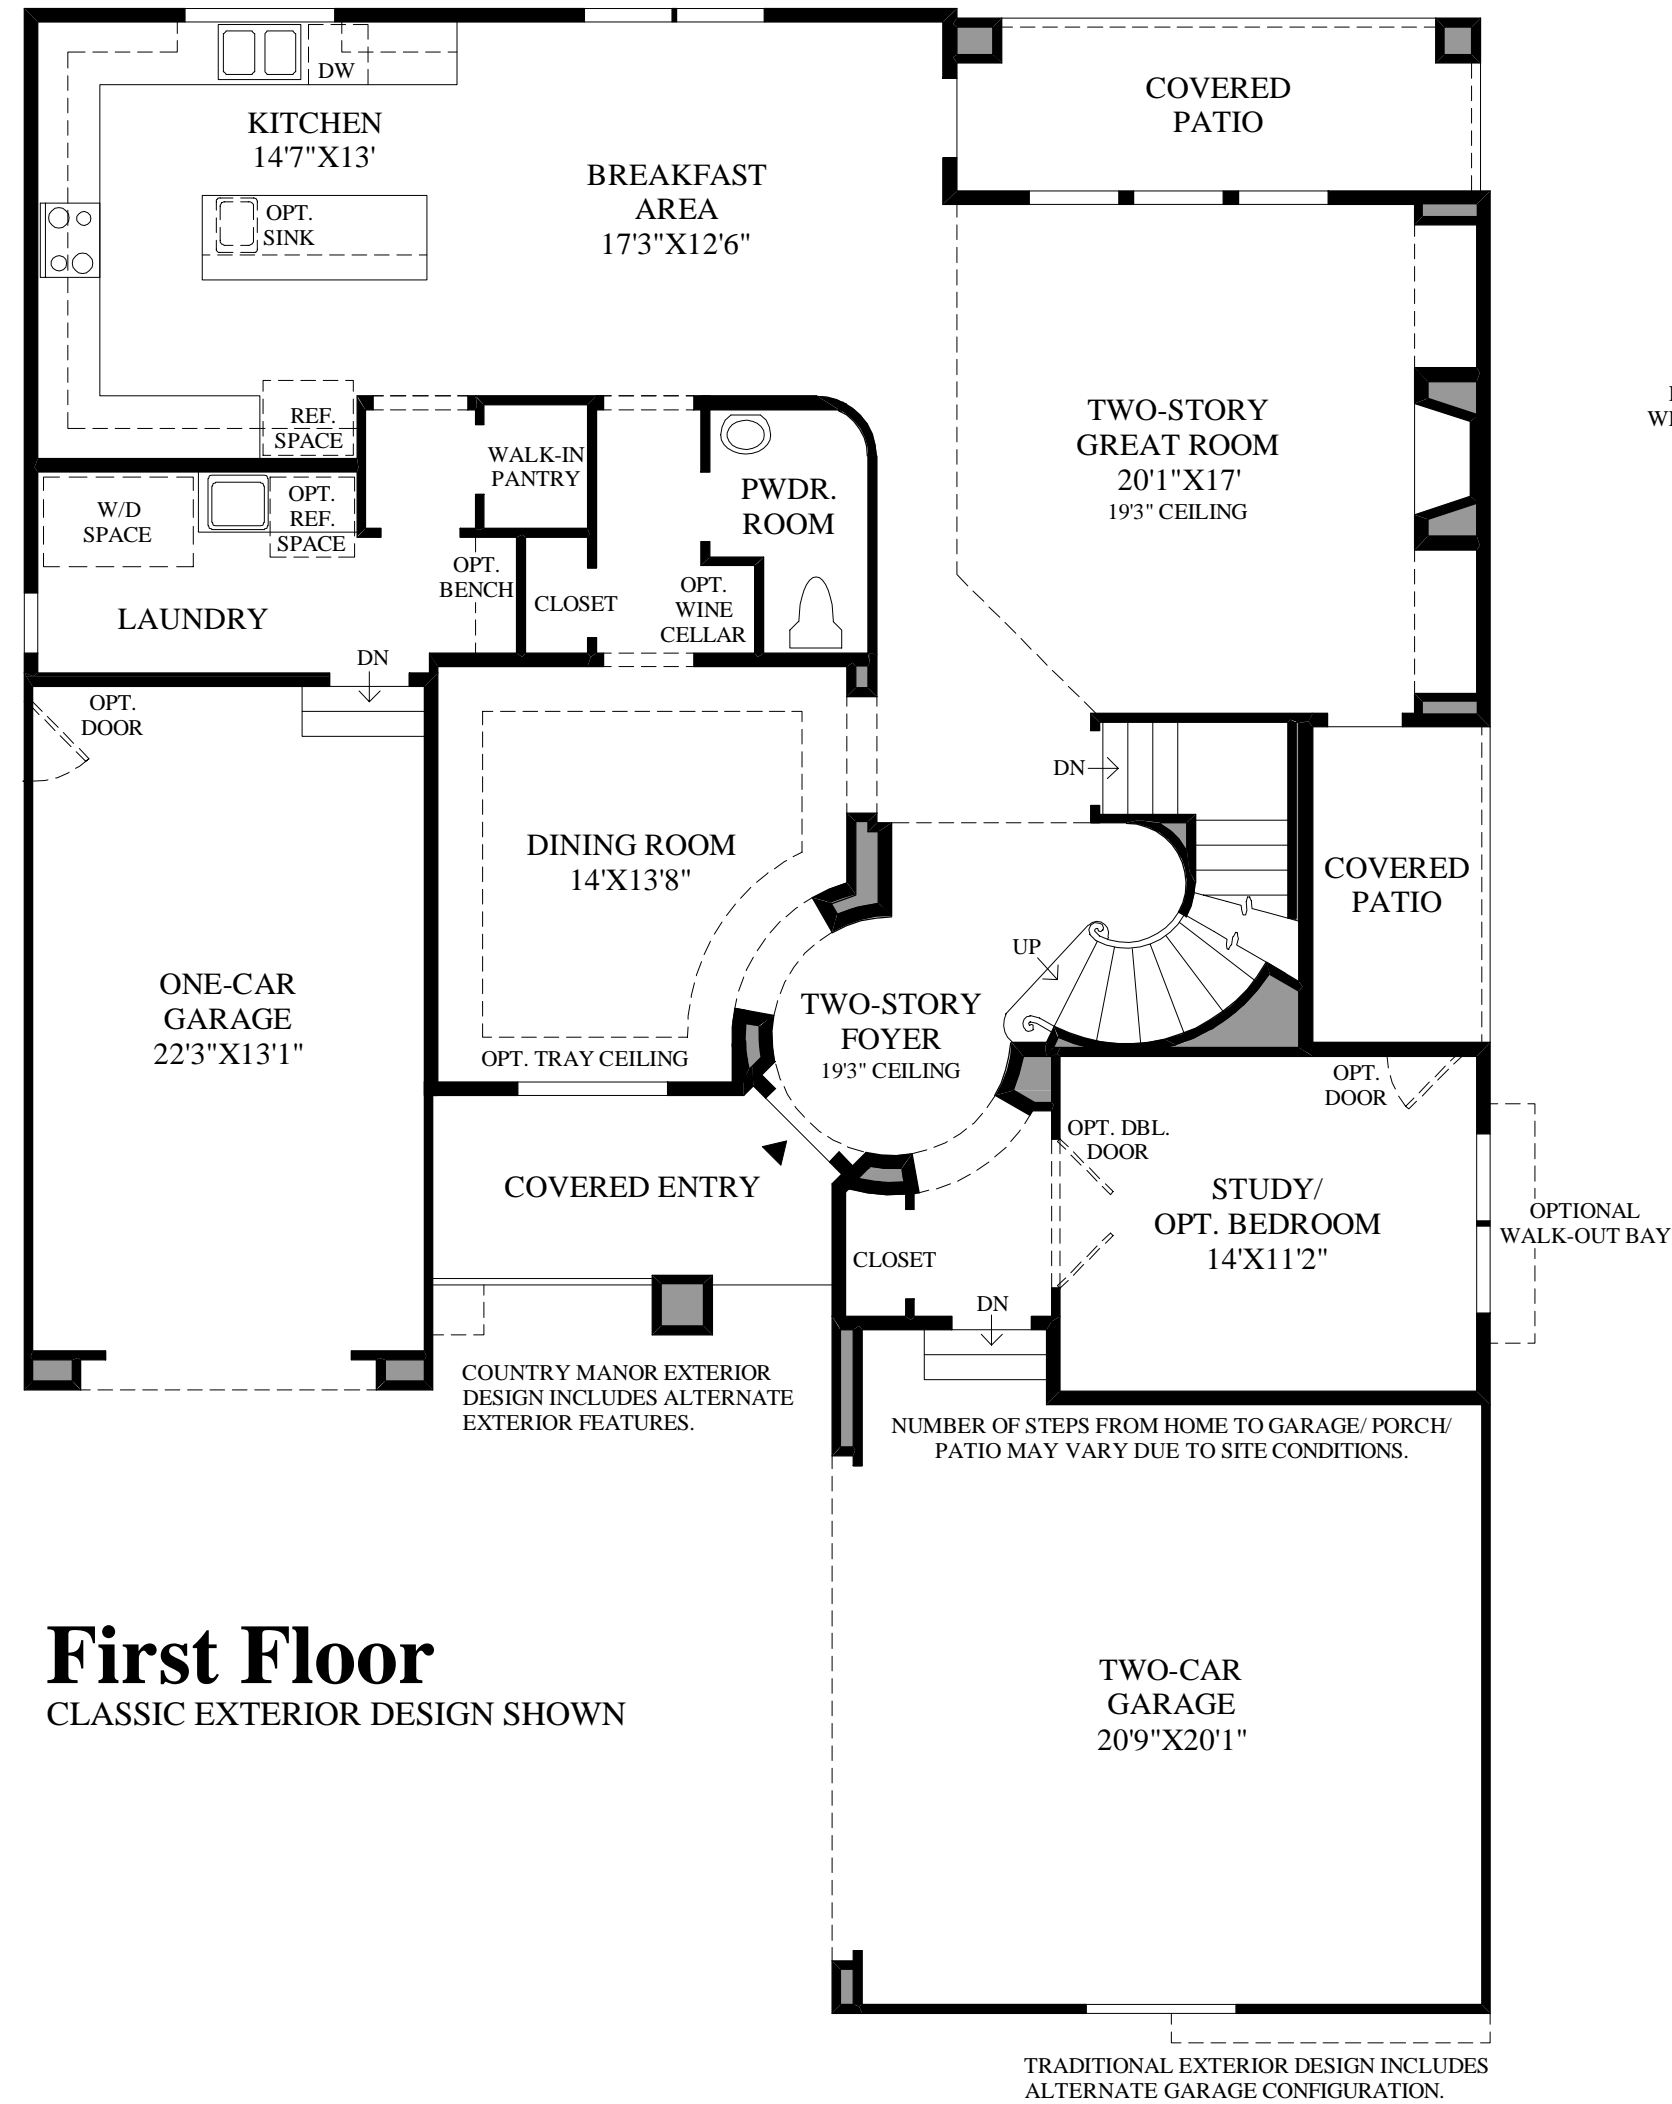 DW
KITCHEN
14'7"X13'
OPT.
SINK
BREAKFAST
AREA
17'3"X12'6"
COVERED
PATIO
REF.
SPACE
WALK-IN
PANTRY
PWDR.
ROOM
TWO-STORY
GREAT ROOM
20'1"X17'
19'3" CEILING
W/D
SPACE
OPT.
REF.
SPACE
OPT.
BENCH
CLOSET
OPT.
WINE
CELLAR
LAUNDRY
DN
OPT.
DOOR
DN
DINING ROOM
14'X13'8"
OPT. TRAY CEILING
COVERED
PATIO
UP
ONE-CAR
GARAGE
22'3"X13'1"
TWO-STORY
FOYER
19'3" CEILING
OPT.
DOOR
OPT. DBL.
DOOR
COVERED ENTRY
STUDY/
OPT. BEDROOM
14'X11'2"
OPTIONAL
WALK-OUT BAY
CLOSET
DN
COUNTRY MANOR EXTERIOR
DESIGN INCLUDES ALTERNATE
EXTERIOR FEATURES.
NUMBER OF STEPS FROM HOME TO GARAGE/ PORCH/
PATIO MAY VARY DUE TO SITE CONDITIONS.
First Floor
CLASSIC EXTERIOR DESIGN SHOWN
TWO-CAR
GARAGE
20'9"X20'1"
TRADITIONAL EXTERIOR DESIGN INCLUDES
ALTERNATE GARAGE CONFIGURATION.